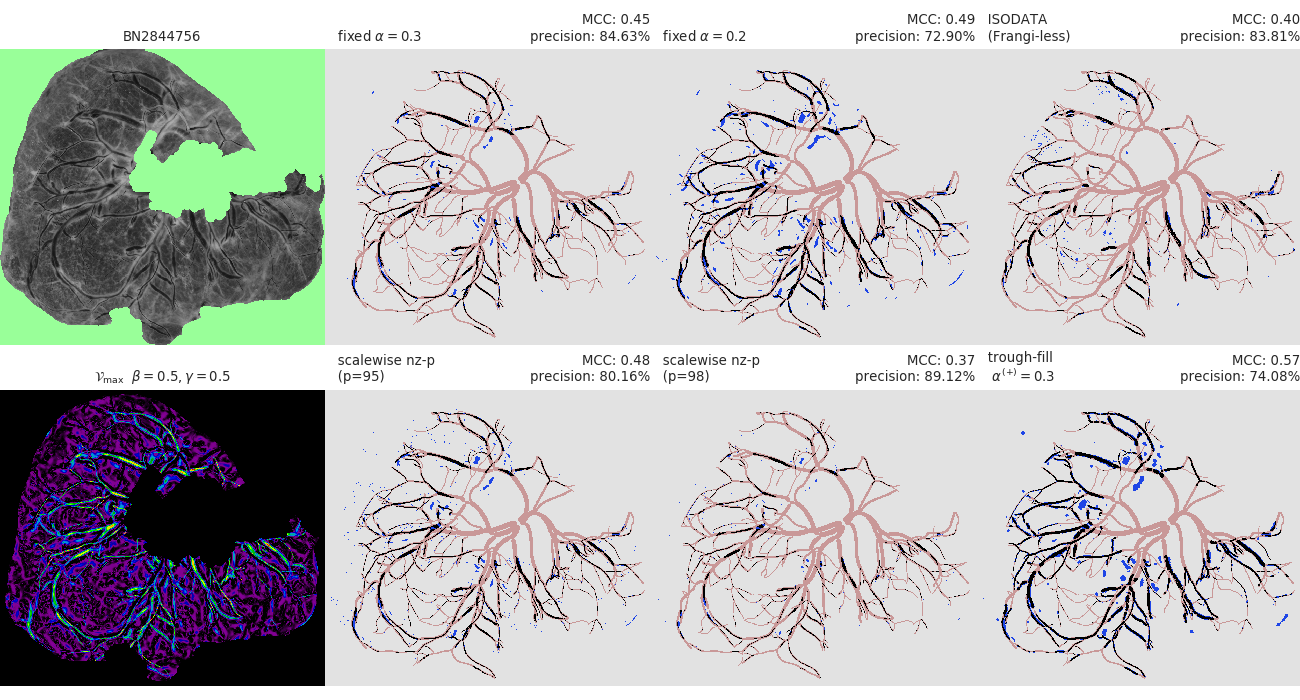 BN2844756
fixed α = 0.3
MCC: 0.45
precision: 84.63%
fixed α = 0.2
MCC: 0.49
precision: 72.90%
ISODATA
(Frangi-less)
MCC: 0.40
precision: 83.81%
𝒱max β = 0.5, γ = 0.5
scalewise nz-p
(p=95)
MCC: 0.48
precision: 80.16%
scalewise nz-p
(p=98)
MCC: 0.37
precision: 89.12%
trough-fill
α(+) = 0.3
MCC: 0.57
precision: 74.08%